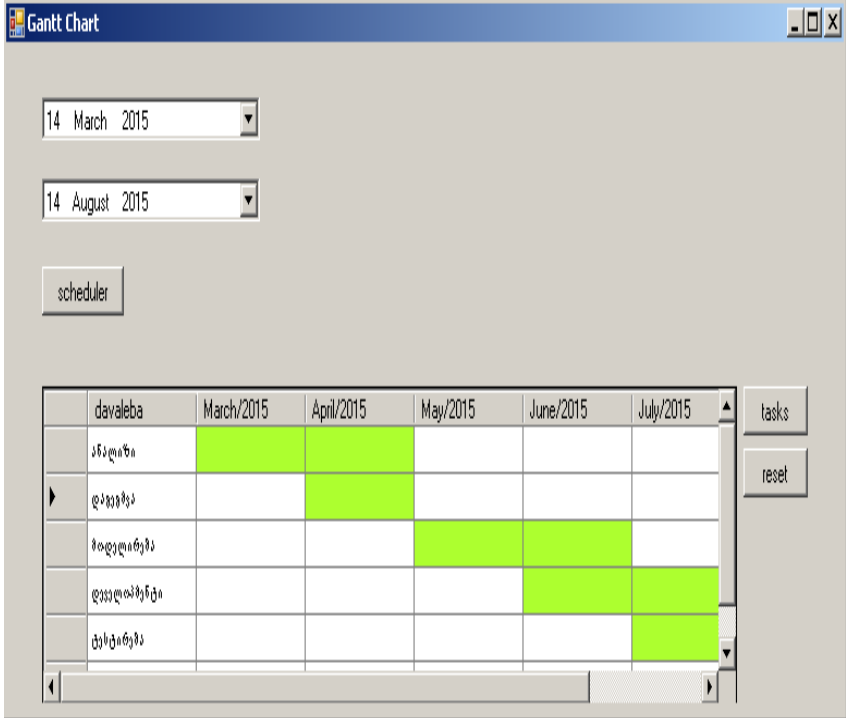 Gantt Chart
14 March 2015
14 August 2015
scheduler
davaleba March/2015 April/2015 May/2015 June/2015 July/2015
tasks
ანალიზი
reset
დაგეგმვა
მოდელირება
დეველოპმენტი
ტესტირება